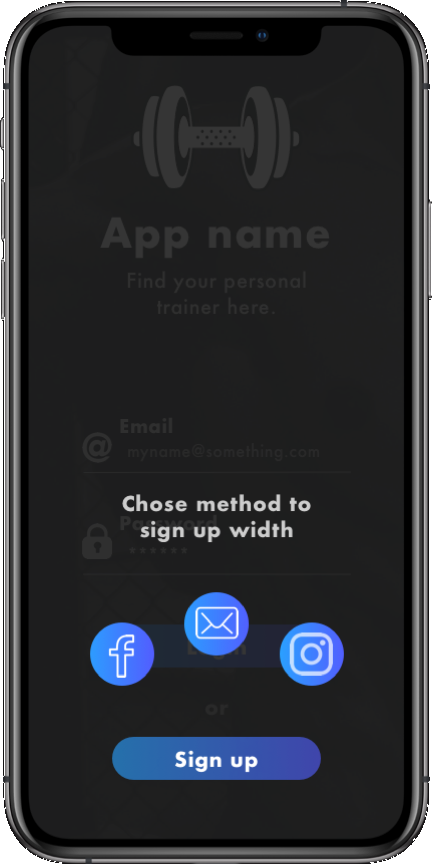 App name
Find your personal
trainer here.
Email
myname@something.com
Chose method to
Password
sign up width
******
Login
or
Sign up